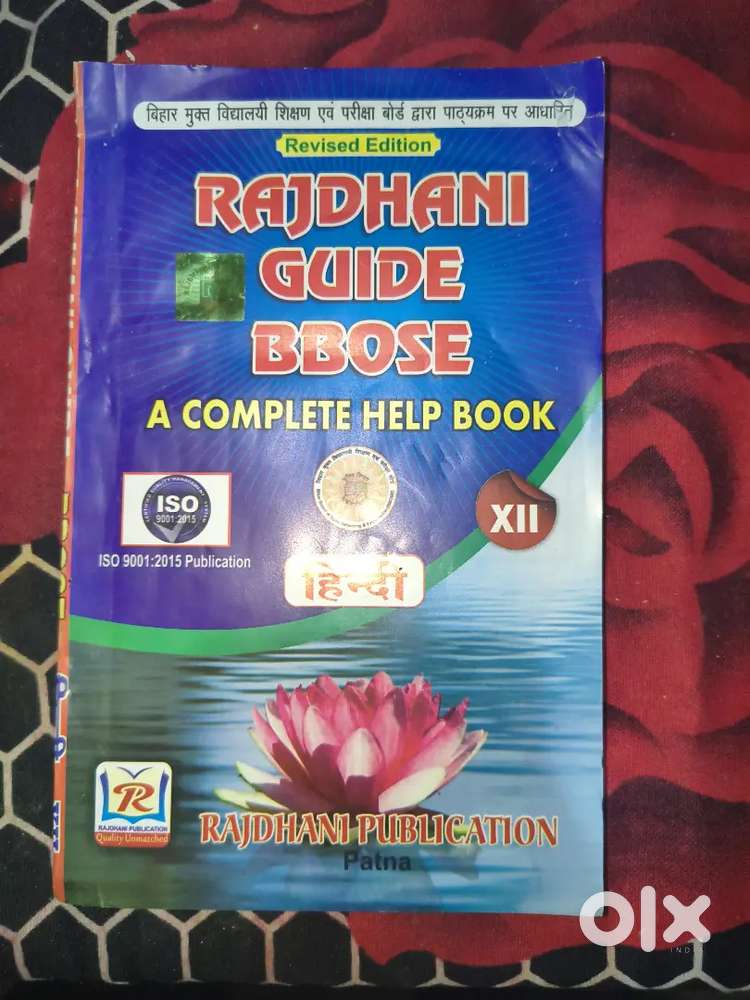 बिहार मुक्त विद्यालयी शिक्षण एवं परीक्षा बोर्ड द्वारा पाठ्यक्रम पर आधारित
Revised Edition
RAJDHANI
GUIDE
BBOSE
A COMPLETE HELP BOOK
ISO
9001:2015
ISO 9001:2015 Publication
XII
हिन्दी
R
RAJDHANI PUBLICATION
Quality Unmatched
RAJDHANI PUBLICATION
Patna
olx
INDIA